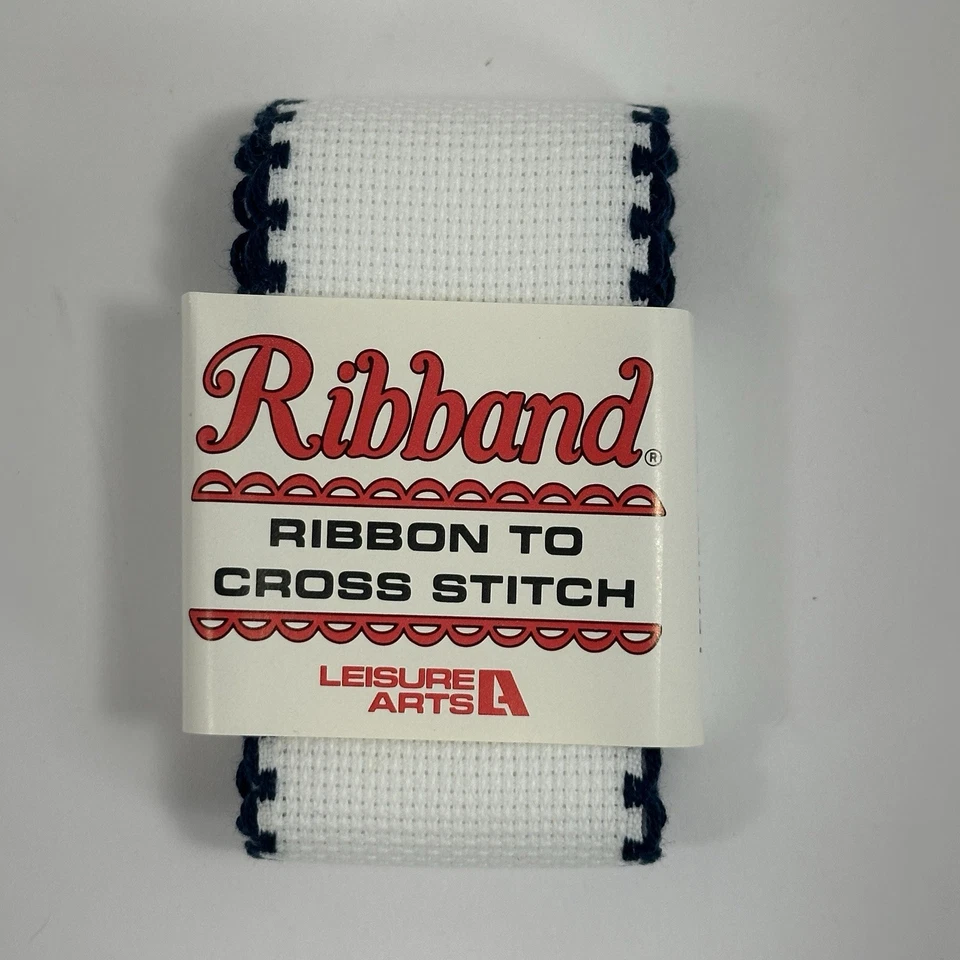 Ribband®
RIBBON TO
CROSS STITCH
LEISURE
ARTS